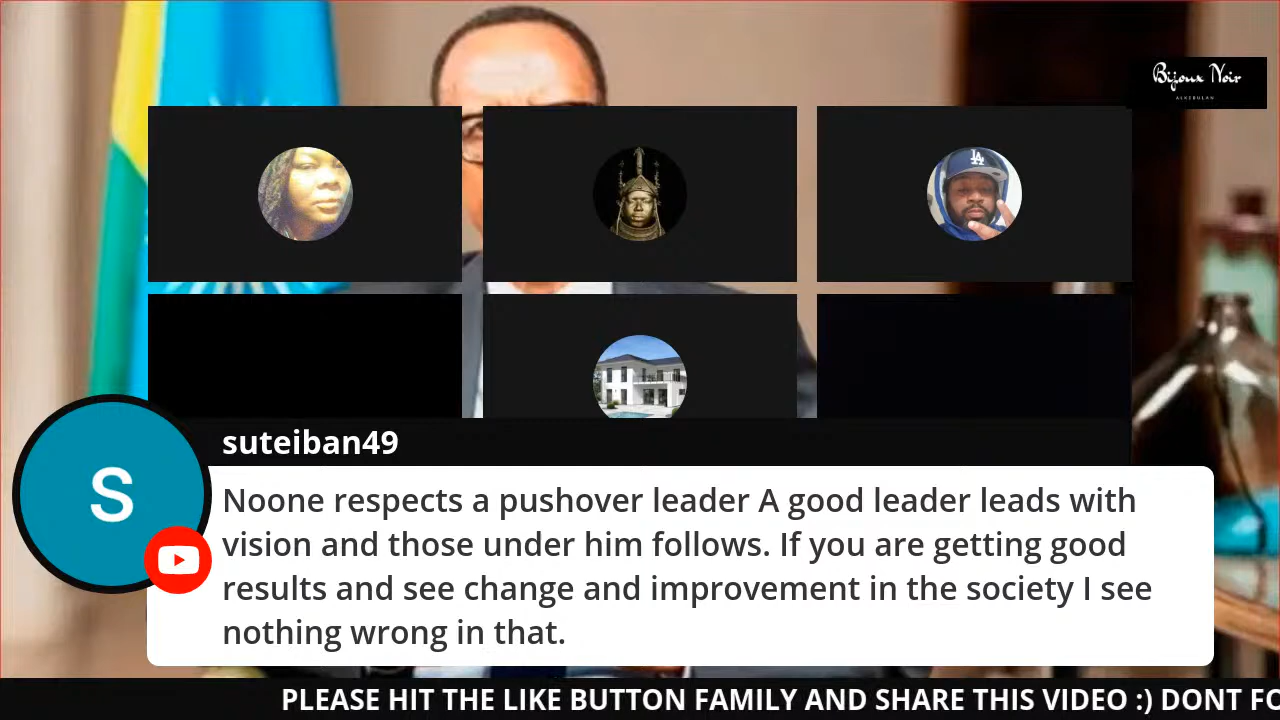 Bijoux Noir
ALKEBULAN
LA
suteiban49
S
Noone respects a pushover leader A good leader leads with
vision and those under him follows. If you are getting good
results and see change and improvement in the society I see
nothing wrong in that.
PLEASE HIT THE LIKE BUTTON FAMILY AND SHARE THIS VIDEO :) DONT FO